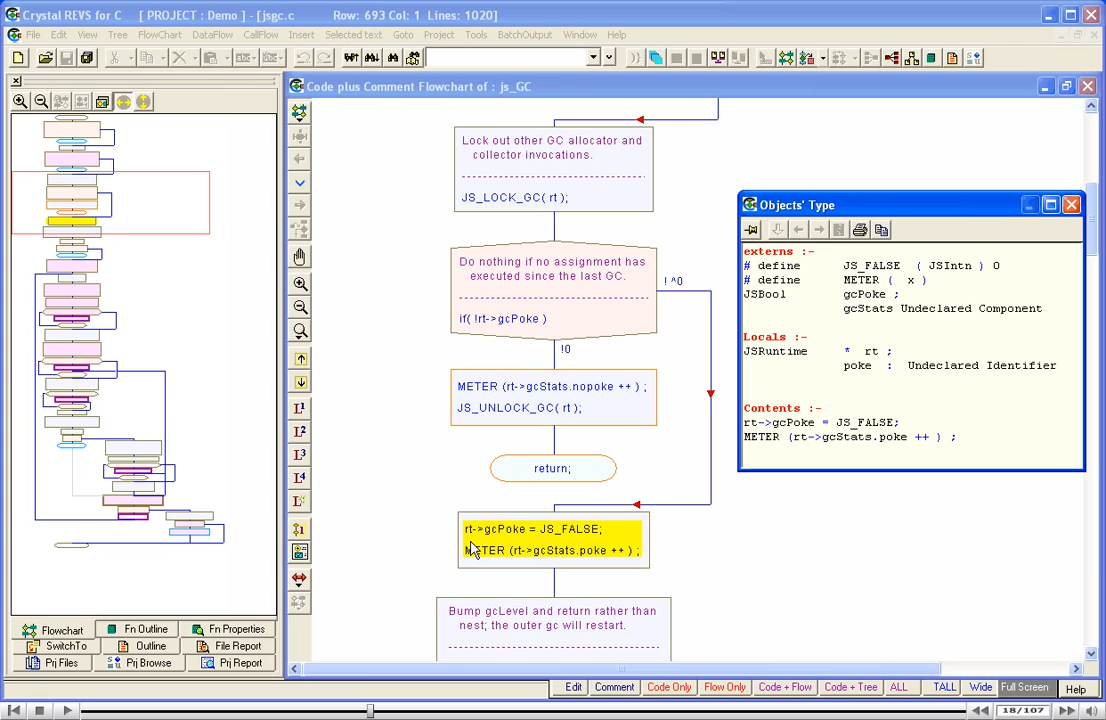 Crystal REVS for C [ PROJECT : Demo ] - [jsgc.c Row: 693 Col: 1 Lines: 1020]
File Edit View Tree FlowChart DataFlow CallFlow Insert Selected text Goto Project Tools BatchOutput Window Help
Code plus Comment Flowchart of : js_GC
Lock out other GC allocator and
collector invocations.
JS_LOCK_GC( rt );
Do nothing if no assignment has
executed since the last GC.
if( !rt->gcPoke )
! ^0
!0
METER (rt->gcStats.nopoke ++ ) ;
JS_UNLOCK_GC( rt );
return;
rt->gcPoke = JS_FALSE;
METER (rt->gcStats.poke ++ ) ;
Bump gcLevel and return rather than
nest; the outer gc will restart.
L1
L2
L3
L4
L
Objects' Type
externs :-
# define JS_FALSE ( JSIntn ) 0
# define METER ( x )
JSBool gcPoke ;
gcStats Undeclared Component
Locals :-
JSRuntime * rt ;
poke : Undeclared Identifier
Contents :-
rt->gcPoke = JS_FALSE;
METER (rt->gcStats.poke ++ ) ;
Flowchart Fn Outline Fn Properties
SwitchTo Outline File Report
Prj Files Prj Browse Prj Report
Edit Comment Code Only Flow Only Code + Flow Code + Tree ALL TALL Wide Full Screen Help
18/107